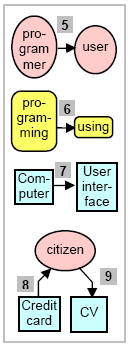 5
pro-
gram
mer
user
6
pro-
gram-
ming
using
7
Com-
puter
User
inter-
face
citizen
8
9
Credit
card
CV